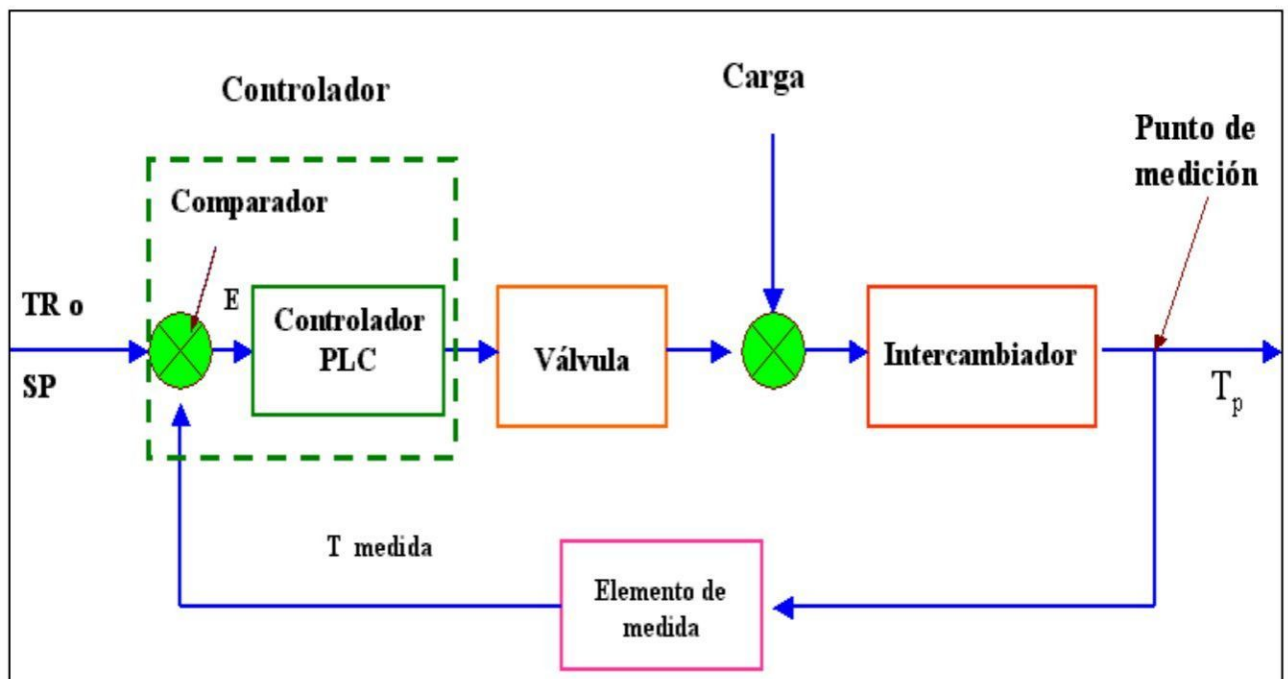 Controlador
Carga
Punto de
medición
Comparador
TR o
SP
E
Controlador
PLC
Válvula
Intercambiador
Tp
T medida
Elemento de
medida